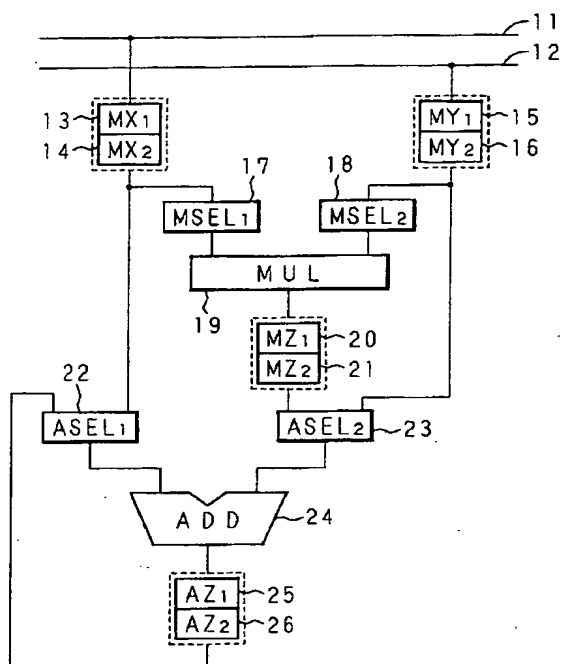 11
12
13 MX1 MY1 15
14 MX2 MY2 16
17 18
MSEL1 MSEL2
MUL
19
MZ1 20
MZ2 21
22
ASEL1 ASEL2 23
ADD 24
AZ1 25
AZ2 26